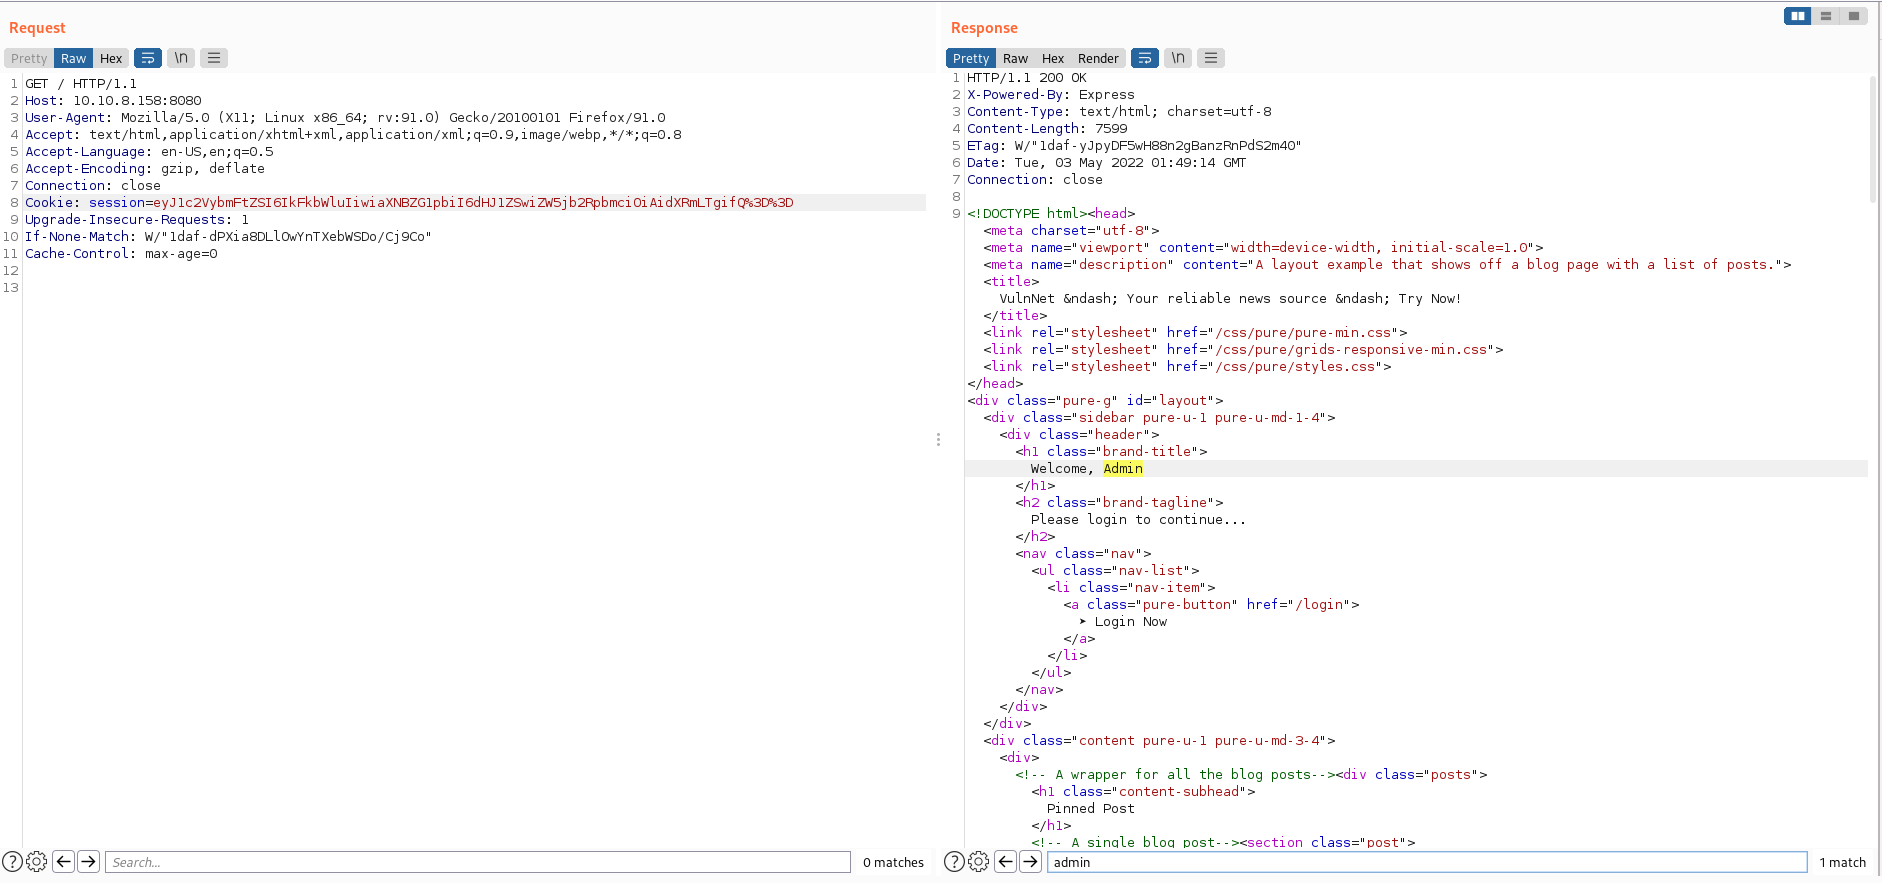 Request
Pretty Raw Hex \n
1 GET / HTTP/1.1
2 Host: 10.10.8.158:8080
3 User-Agent: Mozilla/5.0 (X11; Linux x86_64; rv:91.0) Gecko/20100101 Firefox/91.0
4 Accept: text/html,application/xhtml+xml,application/xml;q=0.9,image/webp,*/*;q=0.8
5 Accept-Language: en-US,en;q=0.5
6 Accept-Encoding: gzip, deflate
7 Connection: close
8 Cookie: session=eyJ1c2VybmFtZSI6IkFkbWluIiwiaXNBZG1pbiI6dHJ1ZSwiZW5jb2RpbmciOiAidXRmLTgifQ%3D%3D
9 Upgrade-Insecure-Requests: 1
10 If-None-Match: W/"1daf-dPXia8DLlOwYnTXebWSDo/Cj9Co"
11 Cache-Control: max-age=0
12
13
? Search... 0 matches
Response
Pretty Raw Hex Render \n
1 HTTP/1.1 200 OK
2 X-Powered-By: Express
3 Content-Type: text/html; charset=utf-8
4 Content-Length: 7599
5 ETag: W/"1daf-yJpyDF5wH88n2gBanzRnPdS2m40"
6 Date: Tue, 03 May 2022 01:49:14 GMT
7 Connection: close
8
9 <!DOCTYPE html><head>
<meta charset="utf-8">
<meta name="viewport" content="width=device-width, initial-scale=1.0">
<meta name="description" content="A layout example that shows off a blog page with a list of posts.">
<title>
VulnNet &ndash; Your reliable news source &ndash; Try Now!
</title>
<link rel="stylesheet" href="/css/pure/pure-min.css">
<link rel="stylesheet" href="/css/pure/grids-responsive-min.css">
<link rel="stylesheet" href="/css/pure/styles.css">
</head>
<div class="pure-g" id="layout">
<div class="sidebar pure-u-1 pure-u-md-1-4">
<div class="header">
<h1 class="brand-title">
Welcome, Admin
</h1>
<h2 class="brand-tagline">
Please login to continue...
</h2>
<nav class="nav">
<ul class="nav-list">
<li class="nav-item">
<a class="pure-button" href="/login">
➤ Login Now
</a>
</li>
</ul>
</nav>
</div>
</div>
<div class="content pure-u-1 pure-u-md-3-4">
<div>
<!-- A wrapper for all the blog posts--><div class="posts">
<h1 class="content-subhead">
Pinned Post
</h1>
<!-- A single blog post--><section class="post">
? admin 1 match